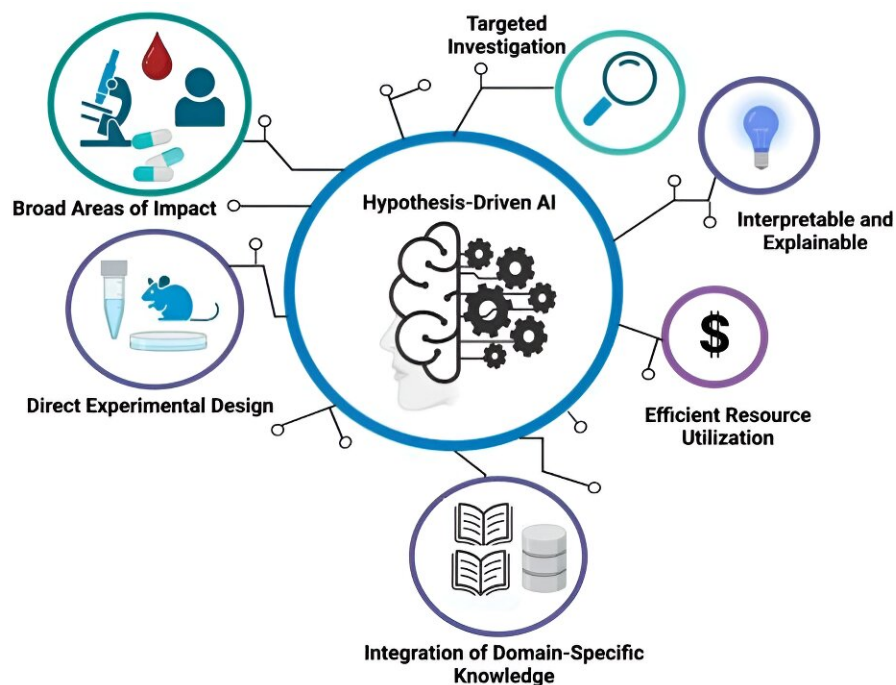 Targeted
Investigation
Hypothesis-Driven AI
Broad Areas of Impact
Interpretable and
Explainable
$
Direct Experimental Design
Efficient Resource
Utilization
Integration of Domain-Specific
Knowledge